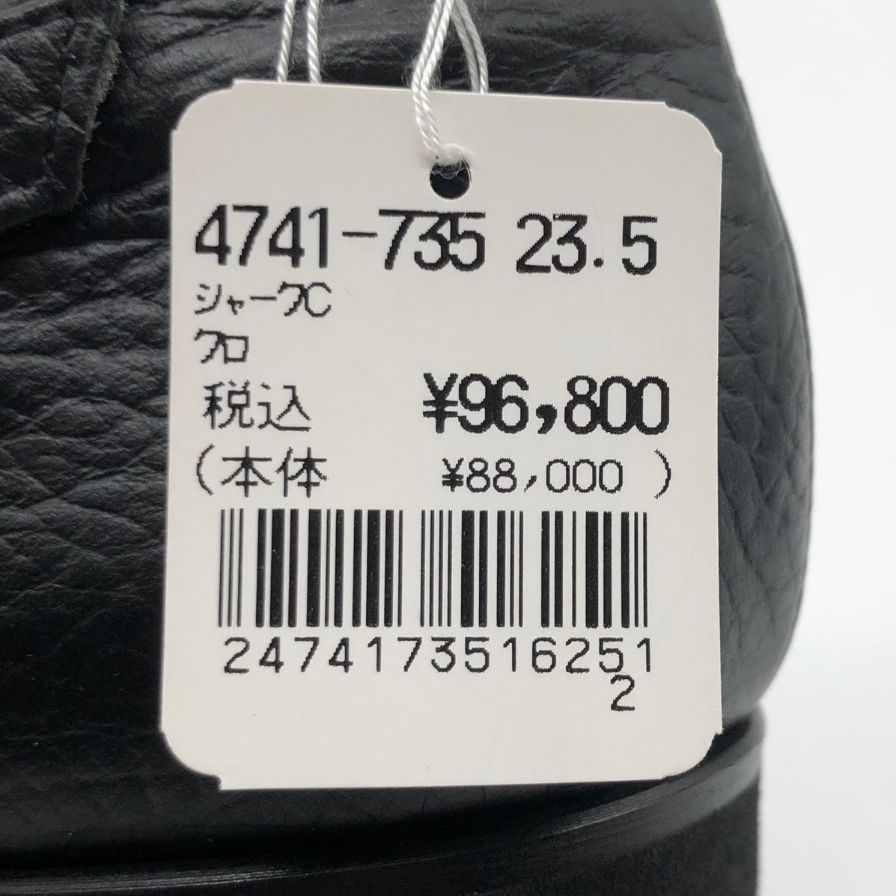 4741-735 23.5
シャークC
クロ
税込 ¥96,800
(本体 ¥88,000 )
2474173516251
2